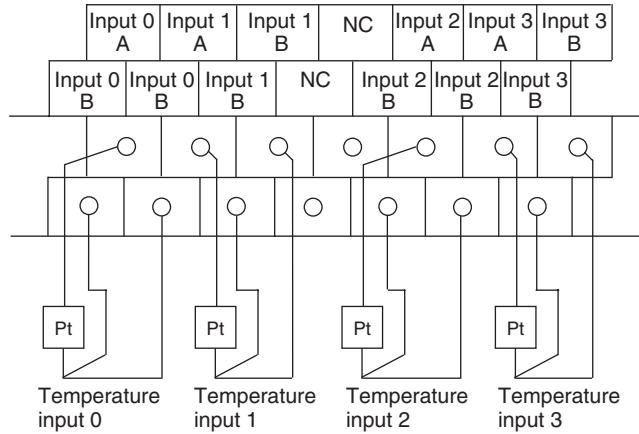 Input 0 Input 1 Input 1 NC Input 2 Input 3 Input 3
A A B A A B
Input 0 Input 0 Input 1 NC Input 2 Input 2 Input 3
B B B B B B
Pt Pt Pt Pt
Temperature Temperature Temperature Temperature
input 0 input 1 input 2 input 3